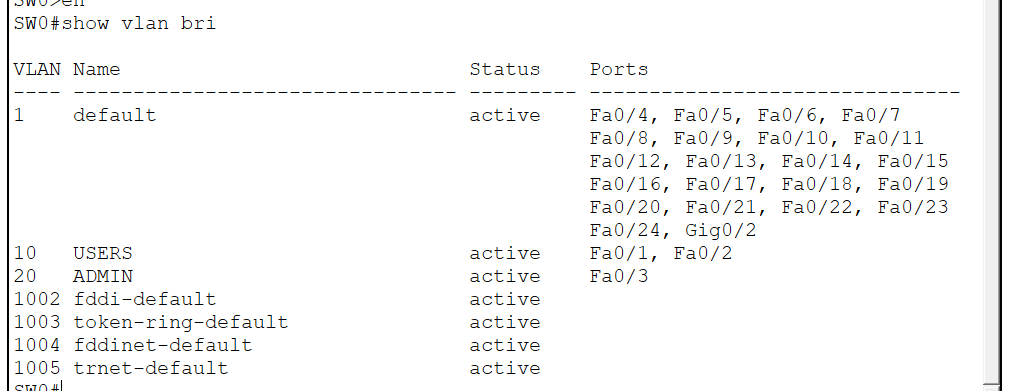 SW0>en
SW0#show vlan bri
VLAN Name                             Status    Ports
---- -------------------------------- --------- -------------------------------
1    default                          active    Fa0/4, Fa0/5, Fa0/6, Fa0/7
                                                Fa0/8, Fa0/9, Fa0/10, Fa0/11
                                                Fa0/12, Fa0/13, Fa0/14, Fa0/15
                                                Fa0/16, Fa0/17, Fa0/18, Fa0/19
                                                Fa0/20, Fa0/21, Fa0/22, Fa0/23
                                                Fa0/24, Gig0/2
10   USERS                            active    Fa0/1, Fa0/2
20   ADMIN                            active    Fa0/3
1002 fddi-default                     active
1003 token-ring-default               active
1004 fddinet-default                  active
1005 trnet-default                    active
SW0#